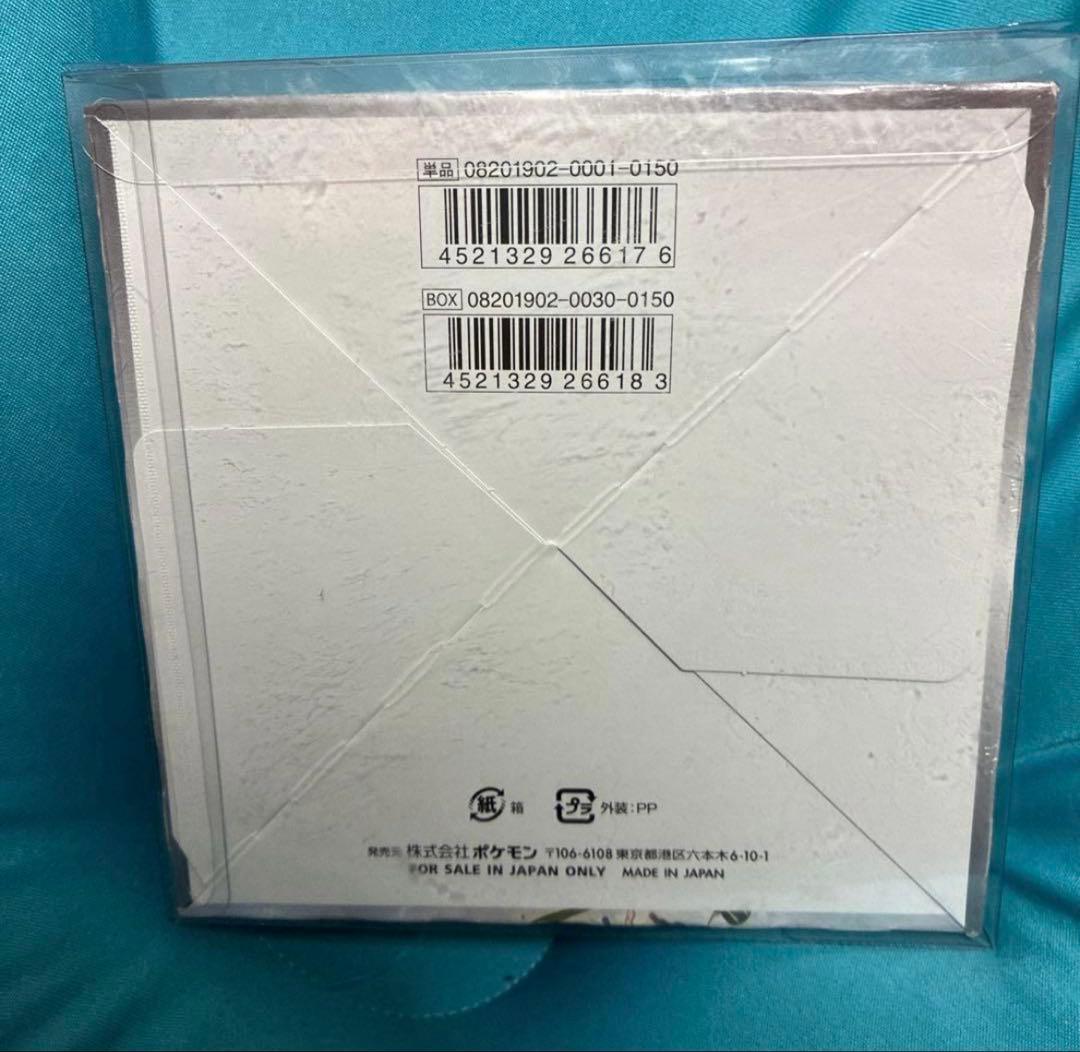 単品 08201902-0001-0150
4521329 26617 6
BOX 08201902-0030-0150
4521329 26618 3
紙 箱 プラ 外装:PP
発売元 株式会社ポケモン 〒106-6108 東京都港区六本木6-10-1
FOR SALE IN JAPAN ONLY MADE IN JAPAN